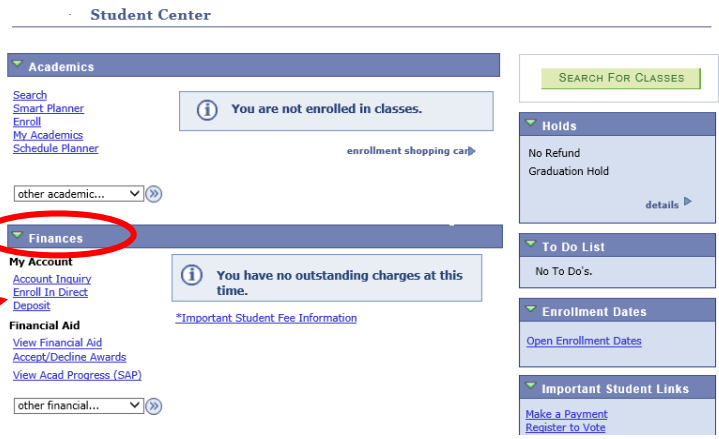 Student Center
Academics
Search
Smart Planner
Enroll
My Academics
Schedule Planner
You are not enrolled in classes.
enrollment shopping car
other academic...
Finances
My Account
Account Inquiry
Enroll In Direct
Deposit
You have no outstanding charges at this
time.
*Important Student Fee Information
Financial Aid
View Financial Aid
Accept/Decline Awards
View Acad Progress (SAP)
other financial...
SEARCH FOR CLASSES
Holds
No Refund
Graduation Hold
details
To Do List
No To Do's.
Enrollment Dates
Open Enrollment Dates
Important Student Links
Make a Payment
Register to Vote